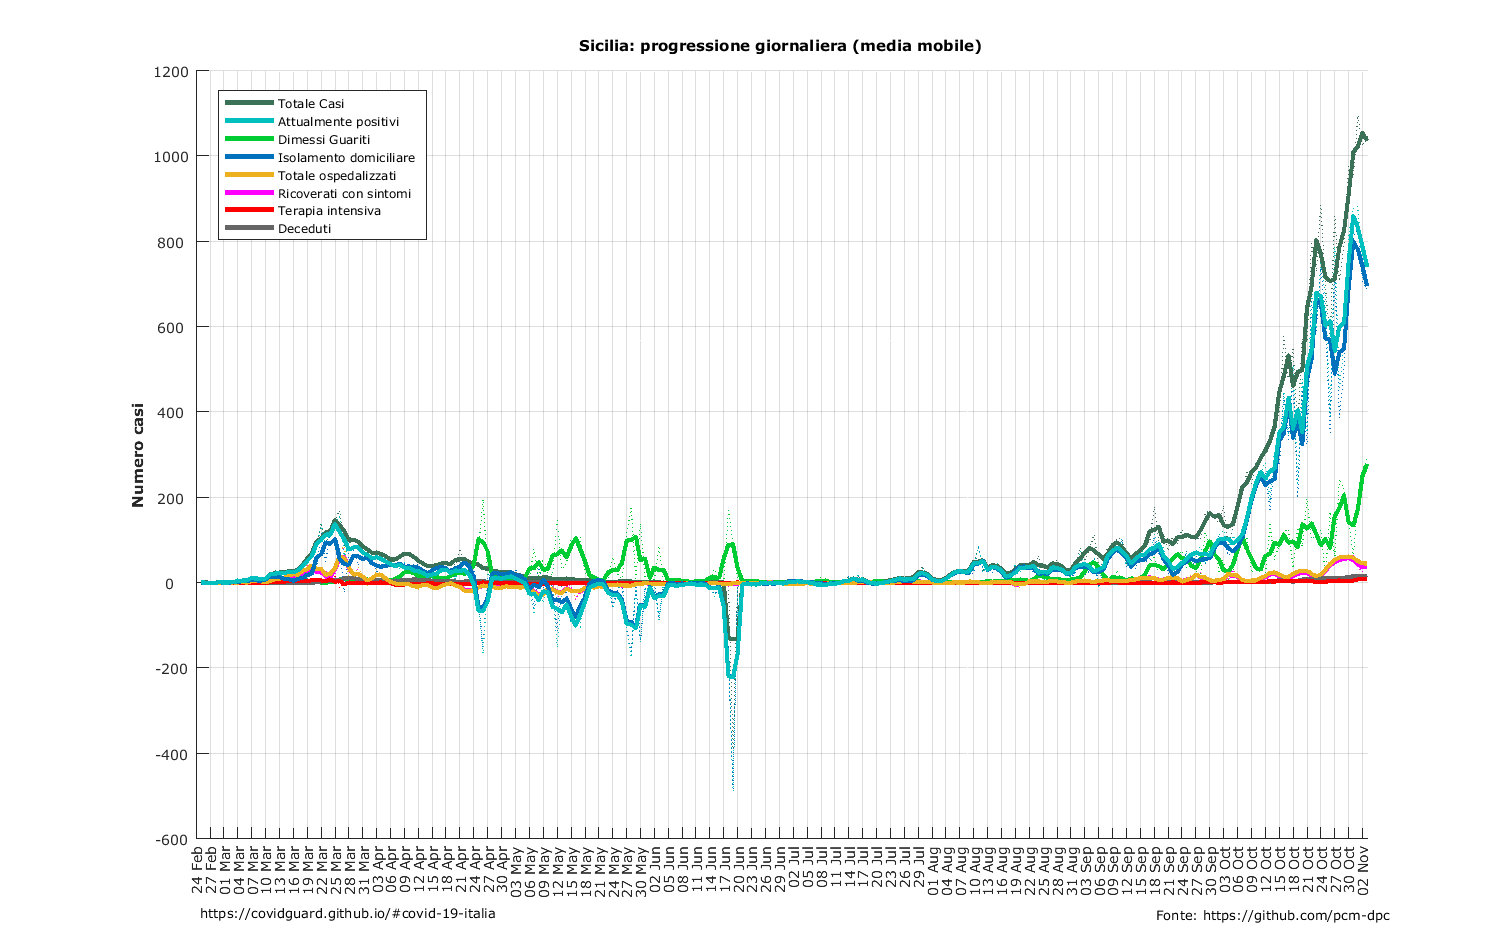 Sicilia: progressione giornaliera (media mobile)
1200
1000
800
600
400
200
0
-200
-400
-600
Numero casi
Totale Casi
Attualmente positivi
Dimessi Guariti
Isolamento domiciliare
Totale ospedalizzati
Ricoverati con sintomi
Terapia intensiva
Deceduti
24 Feb
27 Feb
01 Mar
04 Mar
07 Mar
10 Mar
13 Mar
16 Mar
19 Mar
22 Mar
25 Mar
28 Mar
31 Mar
03 Apr
06 Apr
09 Apr
12 Apr
15 Apr
18 Apr
21 Apr
24 Apr
27 Apr
30 Apr
03 May
06 May
09 May
12 May
15 May
18 May
21 May
24 May
27 May
30 May
02 Jun
05 Jun
08 Jun
11 Jun
14 Jun
17 Jun
20 Jun
23 Jun
26 Jun
29 Jun
02 Jul
05 Jul
08 Jul
11 Jul
14 Jul
17 Jul
20 Jul
23 Jul
26 Jul
29 Jul
01 Aug
04 Aug
07 Aug
10 Aug
13 Aug
16 Aug
19 Aug
22 Aug
25 Aug
28 Aug
31 Aug
03 Sep
06 Sep
09 Sep
12 Sep
15 Sep
18 Sep
21 Sep
24 Sep
27 Sep
30 Sep
03 Oct
06 Oct
09 Oct
12 Oct
15 Oct
18 Oct
21 Oct
24 Oct
27 Oct
30 Oct
02 Nov
https://covidguard.github.io/#covid-19-italia
Fonte: https://github.com/pcm-dpc